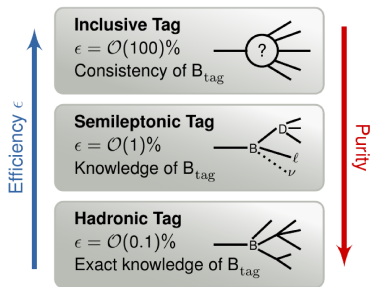 Inclusive Tag
ϵ = 𝒪(100)%
Consistency of B_tag
?
Semileptonic Tag
ϵ = 𝒪(1)%
Knowledge of B_tag
B
D
ℓ
ν
Hadronic Tag
ϵ = 𝒪(0.1)%
Exact knowledge of B_tag
B
Efficiency ϵ
Purity